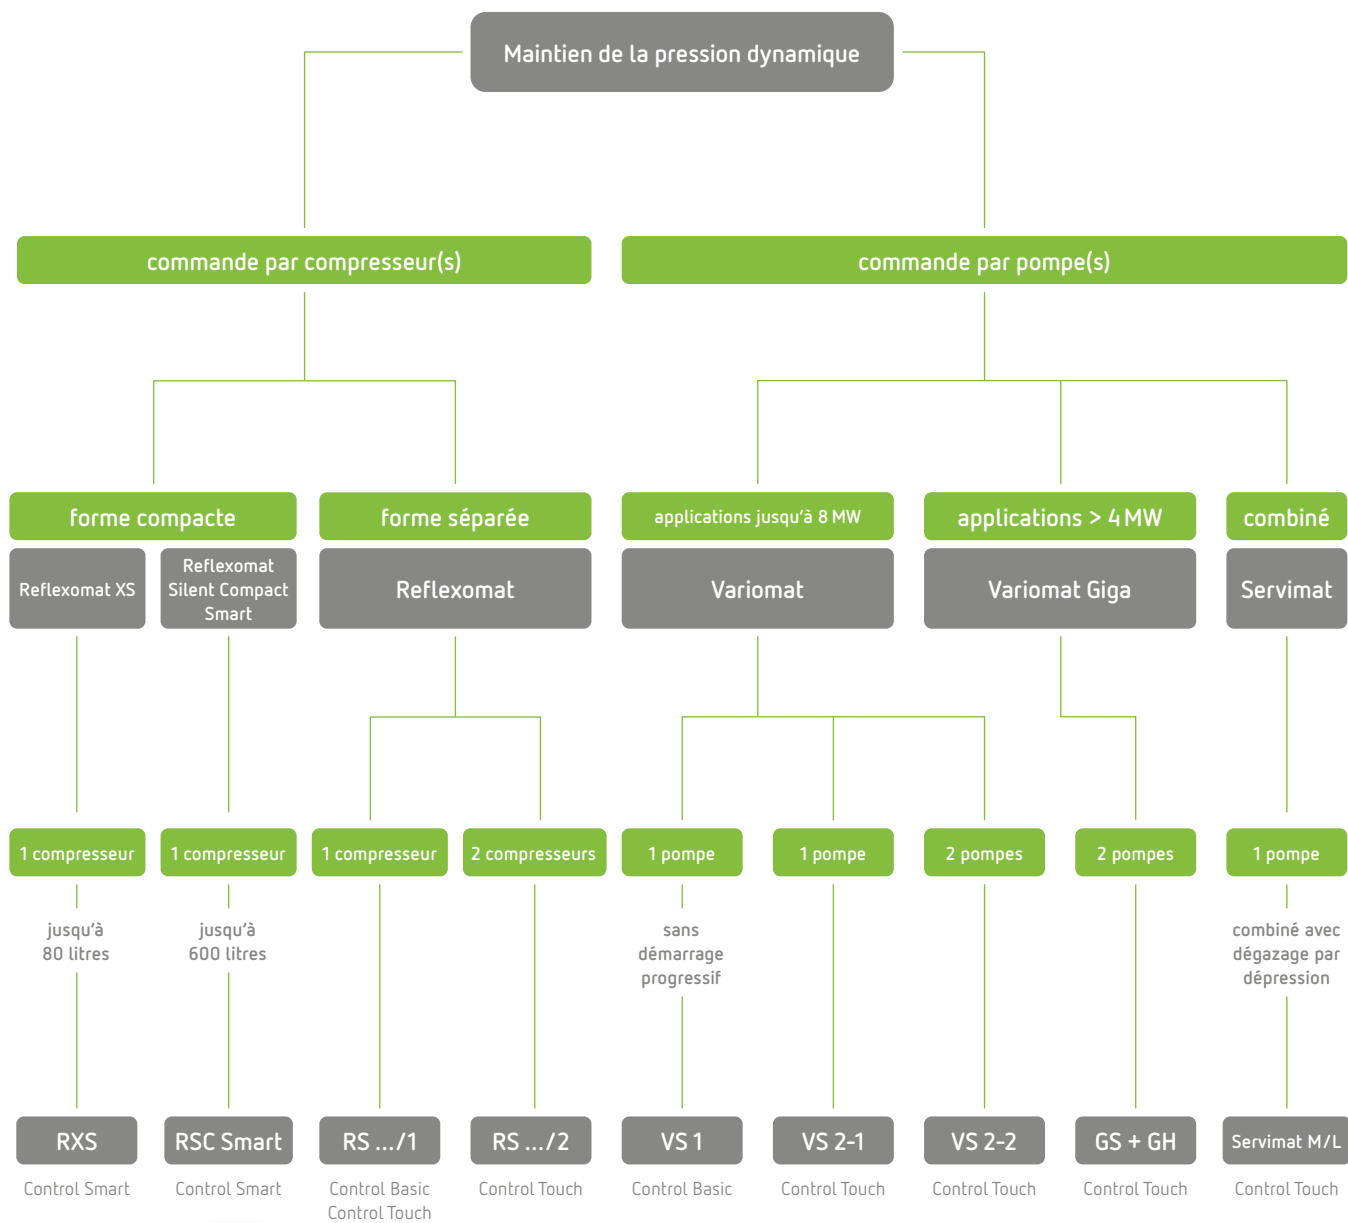 Maintien de la pression dynamique
commande par compresseur(s)
commande par pompe(s)
forme compacte
forme séparée
applications jusqu'à 8 MW
applications > 4 MW
combiné
Reflexomat XS
Reflexomat
Silent Compact
Smart
Reflexomat
Variomat
Variomat Giga
Servimat
1 compresseur
1 compresseur
1 compresseur
2 compresseurs
1 pompe
1 pompe
2 pompes
2 pompes
1 pompe
jusqu'à
80 litres
jusqu'à
600 litres
sans
démarrage
progressif
combiné avec
dégazage par
dépression
RXS
RSC Smart
RS .../1
RS .../2
VS 1
VS 2-1
VS 2-2
GS + GH
Servimat M/L
Control Smart
Control Smart
Control Basic
Control Touch
Control Touch
Control Basic
Control Touch
Control Touch
Control Touch
Control Touch